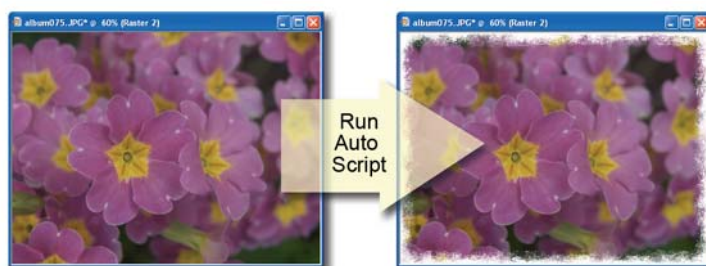 album075.JPG* @ 60% (Raster 2)
album075.JPG* @ 60% (Raster 2)
Run
Auto
Script